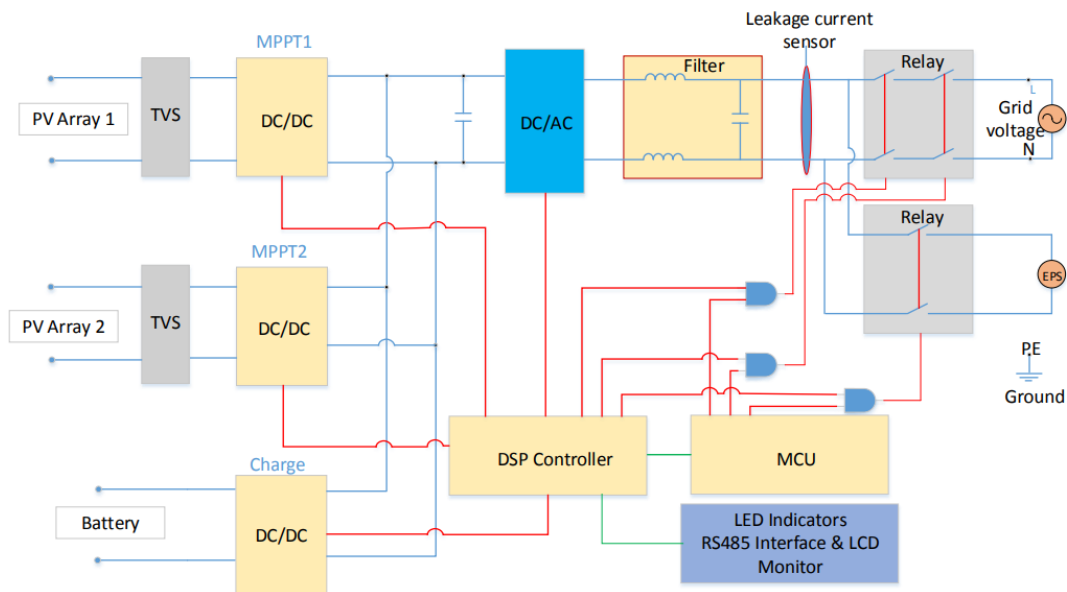 MPPT1
PV Array 1
TVS
DC/DC
DC/AC
Filter
Leakage current
sensor
Relay
L
Grid
voltage
N
MPPT2
PV Array 2
TVS
DC/DC
Relay
EPS
P.E
Ground
Charge
Battery
DC/DC
DSP Controller
MCU
LED Indicators
RS485 Interface & LCD
Monitor